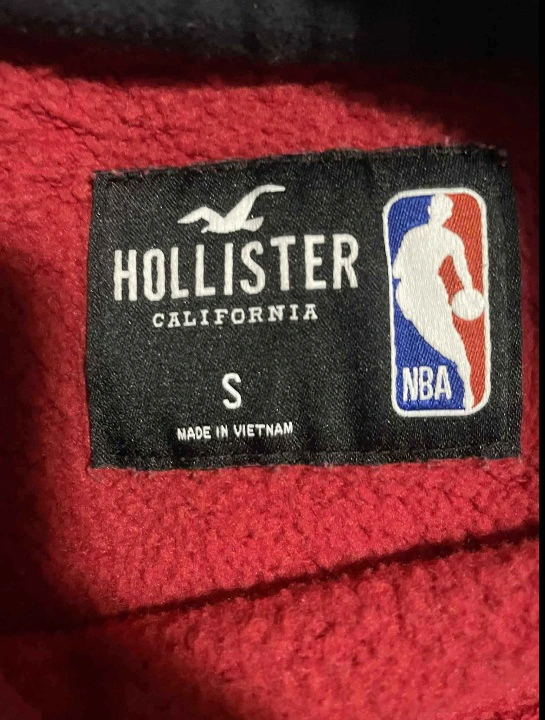 HOLLISTER
CALIFORNIA
S
MADE IN VIETNAM
NBA